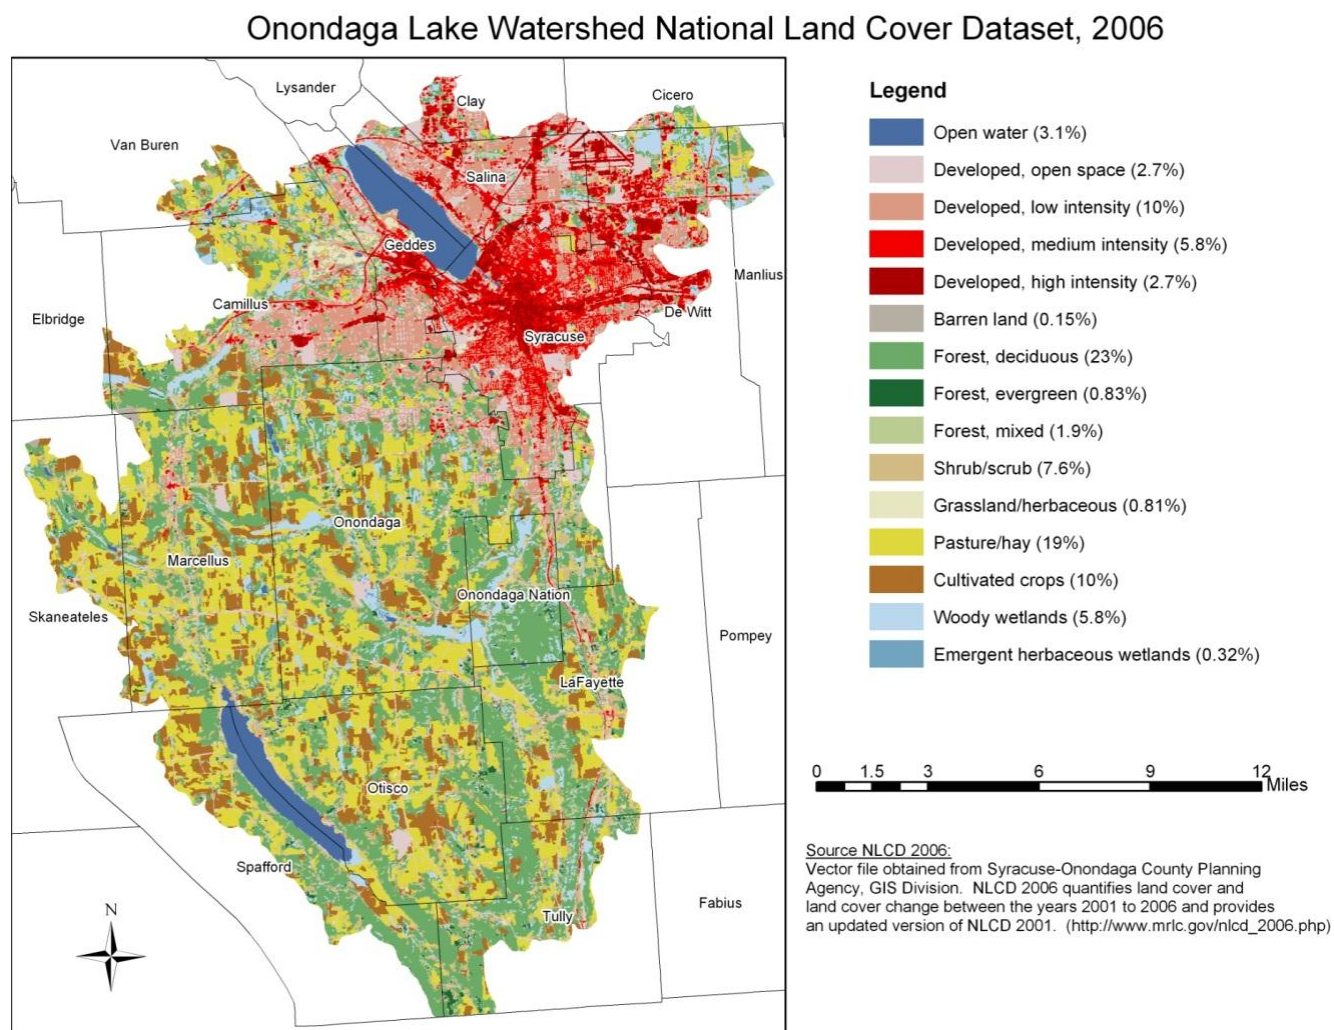 Onondaga Lake Watershed National Land Cover Dataset, 2006
Lysander
Clay
Cicero
Van Buren
Salina
Geddes
Manlius
Camillus
De Witt
Elbridge
Syracuse
Onondaga
Marcellus
Onondaga Nation
Skaneateles
Pompey
LaFayette
Otisco
Spafford
Fabius
Tully
N
Legend
Open water (3.1%)
Developed, open space (2.7%)
Developed, low intensity (10%)
Developed, medium intensity (5.8%)
Developed, high intensity (2.7%)
Barren land (0.15%)
Forest, deciduous (23%)
Forest, evergreen (0.83%)
Forest, mixed (1.9%)
Shrub/scrub (7.6%)
Grassland/herbaceous (0.81%)
Pasture/hay (19%)
Cultivated crops (10%)
Woody wetlands (5.8%)
Emergent herbaceous wetlands (0.32%)
0 1.5 3 6 9 12
Miles
Source NLCD 2006:
Vector file obtained from Syracuse-Onondaga County Planning
Agency, GIS Division. NLCD 2006 quantifies land cover and
land cover change between the years 2001 to 2006 and provides
an updated version of NLCD 2001. (http://www.mrlc.gov/nlcd_2006.php)